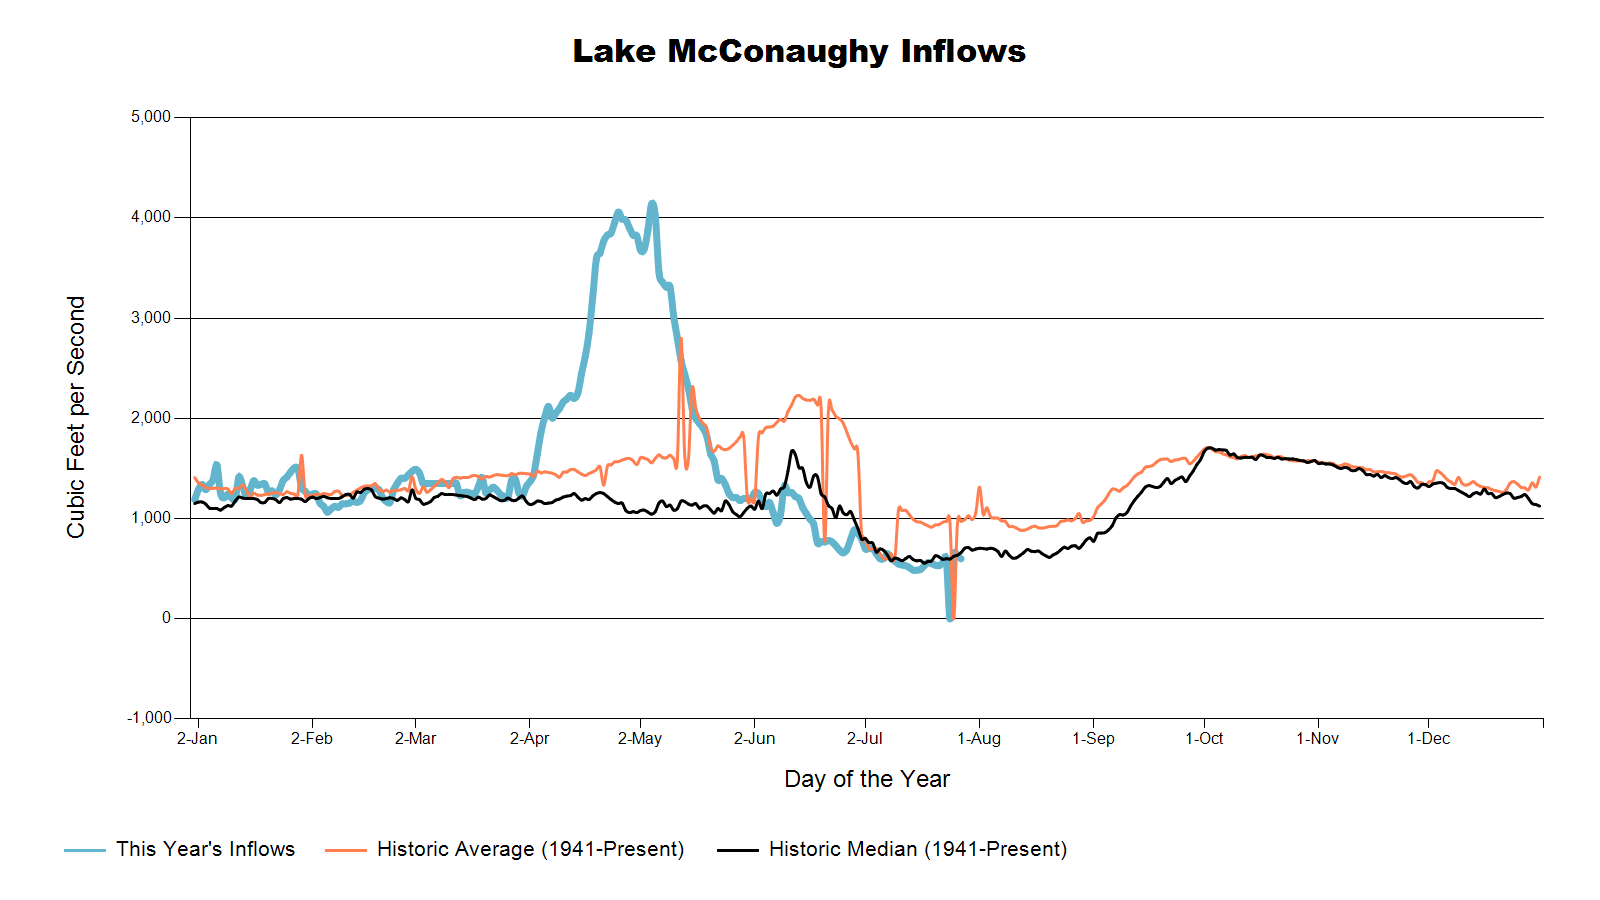 Lake McConaughy Inflows
5,000
4,000
3,000
2,000
1,000
0
-1,000
Cubic Feet per Second
2-Jan 2-Feb 2-Mar 2-Apr 2-May 2-Jun 2-Jul 1-Aug 1-Sep 1-Oct 1-Nov 1-Dec
Day of the Year
This Year's Inflows Historic Average (1941-Present) Historic Median (1941-Present)